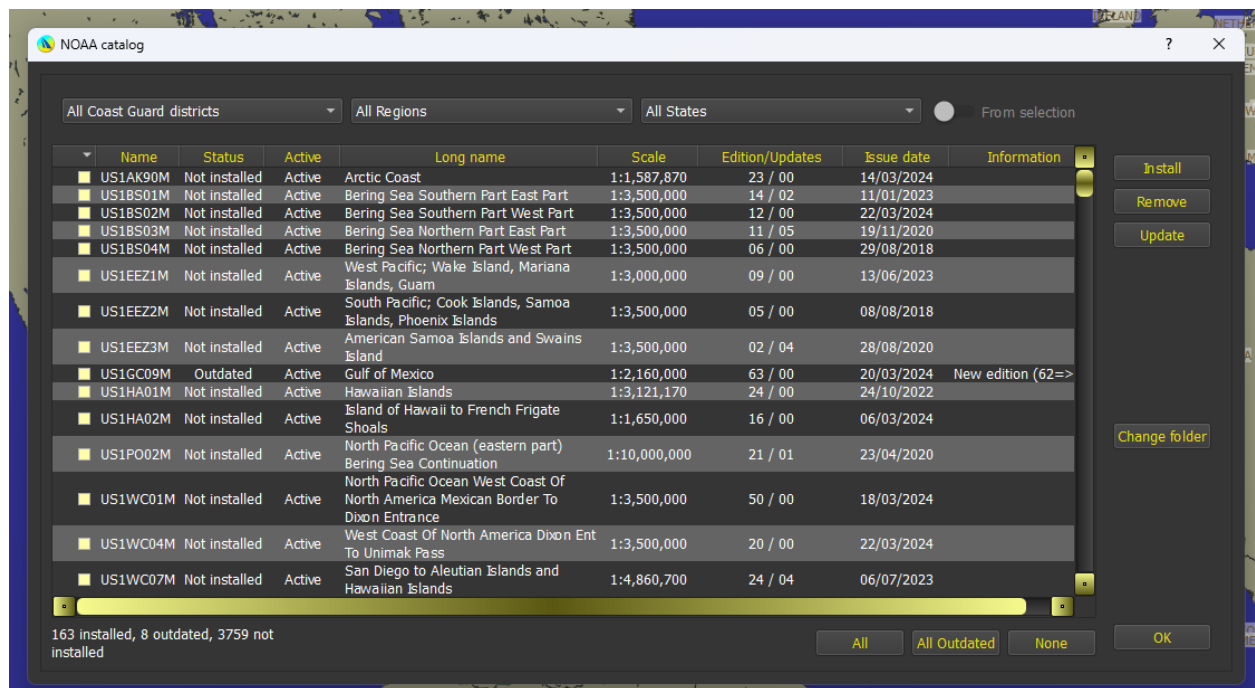 NOAA catalog
?
All Coast Guard districts
All Regions
All States
From selection
Name Status Active Long name Scale Edition/Updates Issue date Information
US1AK90M Not installed Active Arctic Coast 1:1,587,870 23 / 00 14/03/2024
US1BS01M Not installed Active Bering Sea Southern Part East Part 1:3,500,000 14 / 02 11/01/2023
US1BS02M Not installed Active Bering Sea Southern Part West Part 1:3,500,000 12 / 00 22/03/2024
US1BS03M Not installed Active Bering Sea Northern Part East Part 1:3,500,000 11 / 05 19/11/2020
US1BS04M Not installed Active Bering Sea Northern Part West Part 1:3,500,000 06 / 00 29/08/2018
US1EEZ1M Not installed Active West Pacific; Wake Island, Mariana
Islands, Guam 1:3,000,000 09 / 00 13/06/2023
US1EEZ2M Not installed Active South Pacific; Cook Islands, Samoa
Islands, Phoenix Islands 1:3,500,000 05 / 00 08/08/2018
US1EEZ3M Not installed Active American Samoa Islands and Swains
Island 1:3,500,000 02 / 04 28/08/2020
US1GC09M Outdated Active Gulf of Mexico 1:2,160,000 63 / 00 20/03/2024 New edition (62=>
US1HA01M Not installed Active Hawaiian Islands 1:3,121,170 24 / 00 24/10/2022
US1HA02M Not installed Active Island of Hawaii to French Frigate
Shoals 1:1,650,000 16 / 00 06/03/2024
US1PO02M Not installed Active North Pacific Ocean (eastern part)
Bering Sea Continuation 1:10,000,000 21 / 01 23/04/2020
US1WC01M Not installed Active North Pacific Ocean West Coast Of
North America Mexican Border To
Dixon Entrance 1:3,500,000 50 / 00 18/03/2024
US1WC04M Not installed Active West Coast Of North America Dixon Ent
To Unimak Pass 1:3,500,000 20 / 00 22/03/2024
US1WC07M Not installed Active San Diego to Aleutian Islands and
Hawaiian Islands 1:4,860,700 24 / 04 06/07/2023
Install
Remove
Update
Change folder
163 installed, 8 outdated, 3759 not
installed
All
All Outdated
None
OK